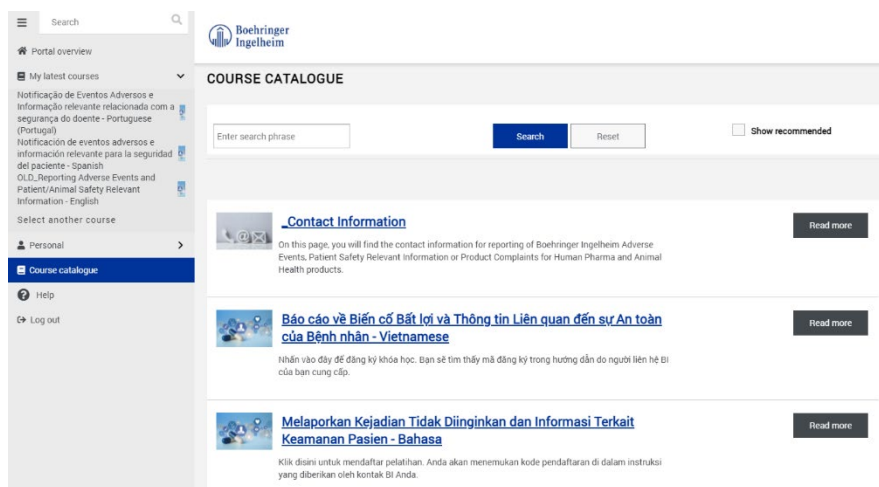 Search
Portal overview
My latest courses
Notificação de Eventos Adversos e
Informação relevante relacionada com a
segurança do doente - Portuguese
(Portugal)
Notificación de eventos adversos e
información relevante para la seguridad
del paciente - Spanish
OLD_Reporting Adverse Events and
Patient/Animal Safety Relevant
Information - English
Select another course
Personal
Course catalogue
Help
Log out
Boehringer
Ingelheim
COURSE CATALOGUE
Enter search phrase
Search
Reset
Show recommended
_Contact Information
Read more
On this page, you will find the contact information for reporting of Boehringer Ingelheim Adverse
Events, Patient Safety Relevant Information or Product Complaints for Human Pharma and Animal
Health products.
Báo cáo về Biến cố Bất lợi và Thông tin Liên quan đến sự An toàn
của Bệnh nhân - Vietnamese
Read more
Nhấn vào đây để đăng ký khóa học. Bạn sẽ tìm thấy mã đăng ký trong hướng dẫn do người liên hệ BI
của bạn cung cấp.
Melaporkan Kejadian Tidak Diinginkan dan Informasi Terkait
Keamanan Pasien - Bahasa
Read more
Klik disini untuk mendaftar pelatihan. Anda akan menemukan kode pendaftaran di dalam instruksi
yang diberikan oleh kontak BI Anda.